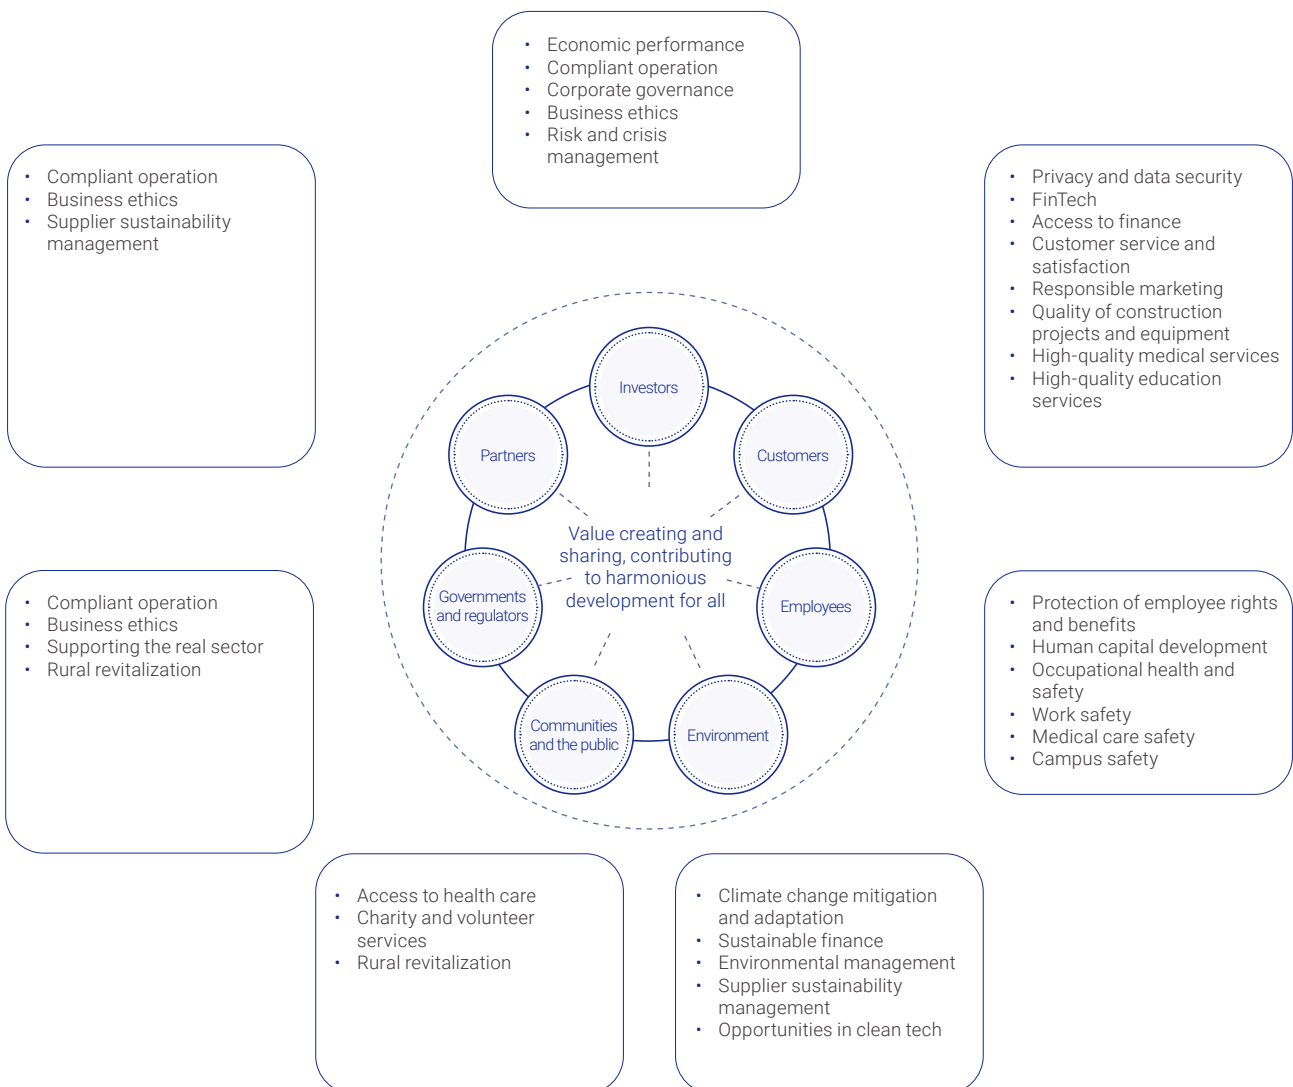 • Economic performance
• Compliant operation
• Corporate governance
• Business ethics
• Risk and crisis
management
• Compliant operation
• Business ethics
• Supplier sustainability
management
• Privacy and data security
• FinTech
• Access to finance
• Customer service and
satisfaction
• Responsible marketing
• Quality of construction
projects and equipment
• High-quality medical services
• High-quality education
services
Investors
Partners
Customers
Value creating and
sharing, contributing
to harmonious
development for all
Governments
and regulators
Employees
Communities
and the public
Environment
• Compliant operation
• Business ethics
• Supporting the real sector
• Rural revitalization
• Protection of employee rights
and benefits
• Human capital development
• Occupational health and
safety
• Work safety
• Medical care safety
• Campus safety
• Access to health care
• Charity and volunteer
services
• Rural revitalization
• Climate change mitigation
and adaptation
• Sustainable finance
• Environmental management
• Supplier sustainability
management
• Opportunities in clean tech